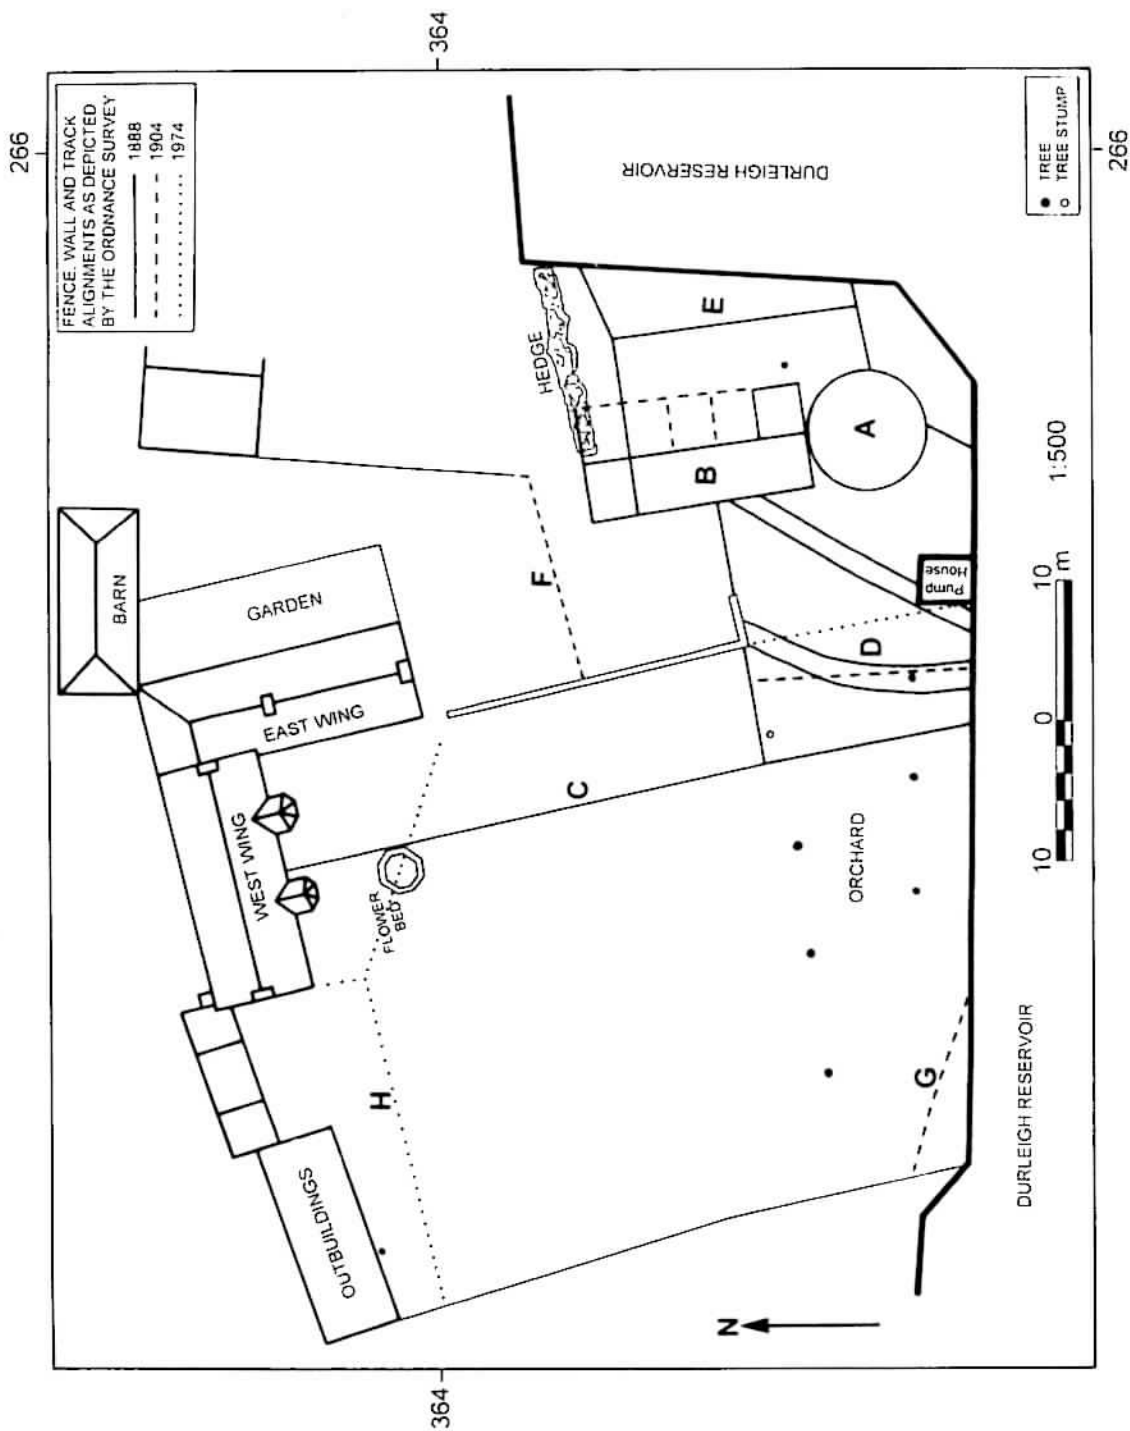 266
364
FENCE, WALL AND TRACK
ALIGNMENTS AS DEPICTED
BY THE ORDNANCE SURVEY
1888
1904
1974
BARN
GARDEN
EAST WING
WEST WING
OUTBUILDINGS
FLOWER
BED
H
C
F
HEDGE
B
E
A
D
G
ORCHARD
Pump
House
DURLEIGH RESERVOIR
DURLEIGH RESERVOIR
TREE
TREE STUMP
N
10 0 10 m
1:500
364
266